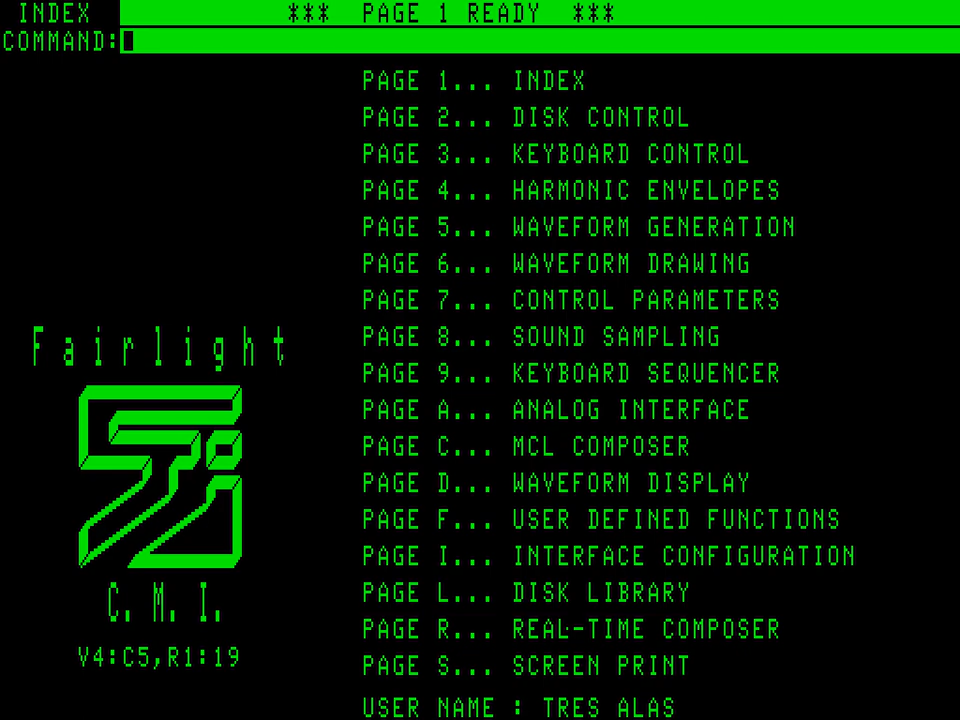 INDEX *** PAGE 1 READY ***
COMMAND:
PAGE 1... INDEX
PAGE 2... DISK CONTROL
PAGE 3... KEYBOARD CONTROL
PAGE 4... HARMONIC ENVELOPES
PAGE 5... WAVEFORM GENERATION
PAGE 6... WAVEFORM DRAWING
PAGE 7... CONTROL PARAMETERS
PAGE 8... SOUND SAMPLING
PAGE 9... KEYBOARD SEQUENCER
PAGE A... ANALOG INTERFACE
PAGE C... MCL COMPOSER
PAGE D... WAVEFORM DISPLAY
PAGE F... USER DEFINED FUNCTIONS
PAGE I... INTERFACE CONFIGURATION
PAGE L... DISK LIBRARY
PAGE R... REAL-TIME COMPOSER
PAGE S... SCREEN PRINT
USER NAME : TRES ALAS
Fairlight
C. M. I.
V4:C5,R1:19